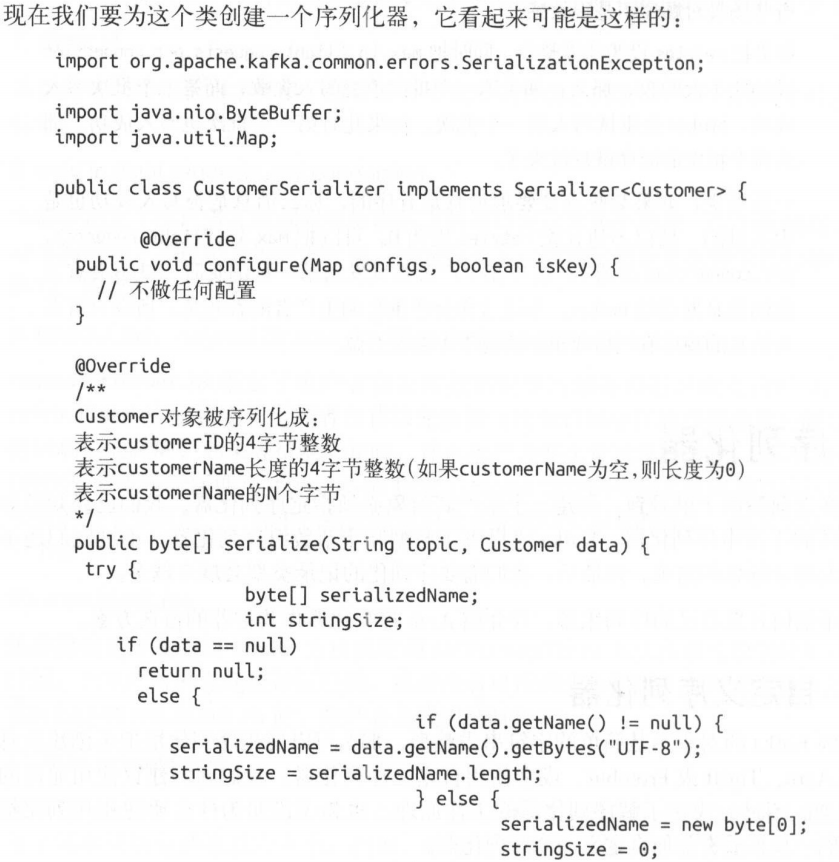 现在我们要为这个类创建一个序列化器，它看起来可能是这样的：
import org.apache.kafka.common.errors.SerializationException;
import java.nio.ByteBuffer;
import java.util.Map;
public class CustomerSerializer implements Serializer<Customer> {
@Override
public void configure(Map configs, boolean isKey) {
// 不做任何配置
}
@Override
/**
Customer对象被序列化成：
表示customerID的4字节整数
表示customerName长度的4字节整数(如果customerName为空,则长度为0)
表示customerName的N个字节
*/
public byte[] serialize(String topic, Customer data) {
try {
byte[] serializedName;
int stringSize;
if (data == null)
return null;
else {
if (data.getName() != null) {
serializedName = data.getName().getBytes("UTF-8");
stringSize = serializedName.length;
} else {
serializedName = new byte[0];
stringSize = 0;